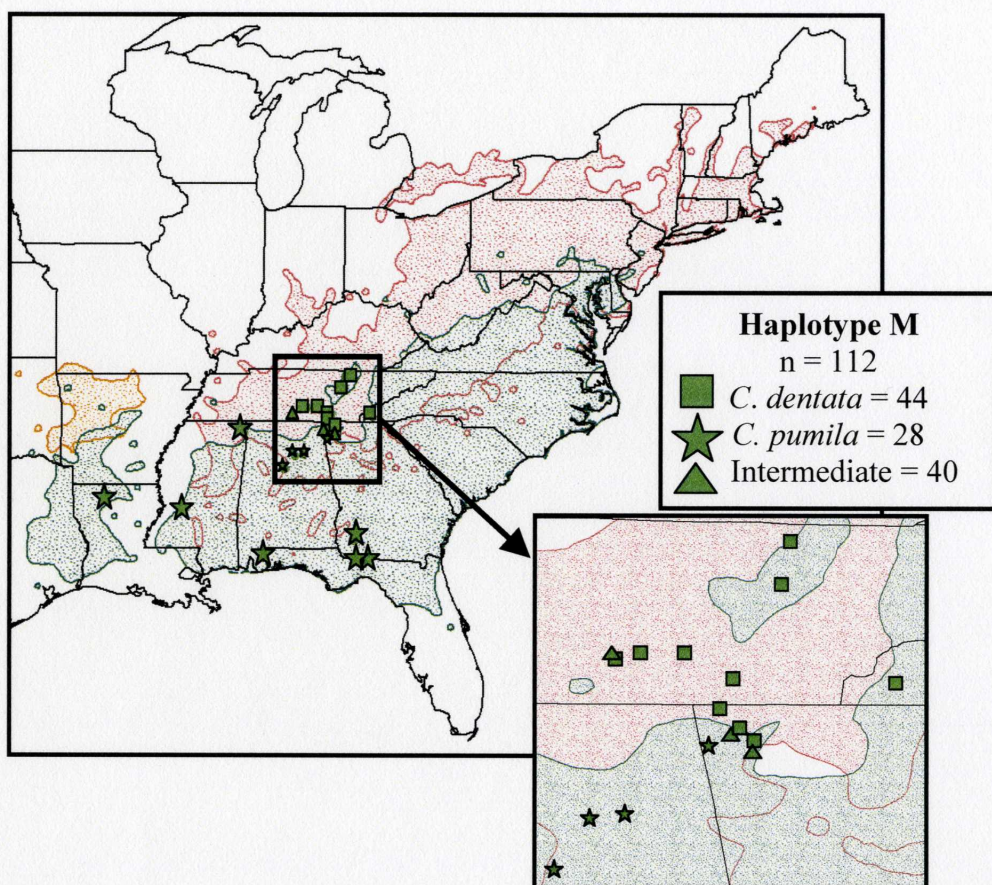 Haplotype M
n = 112
C. dentata = 44
C. pumila = 28
Intermediate = 40